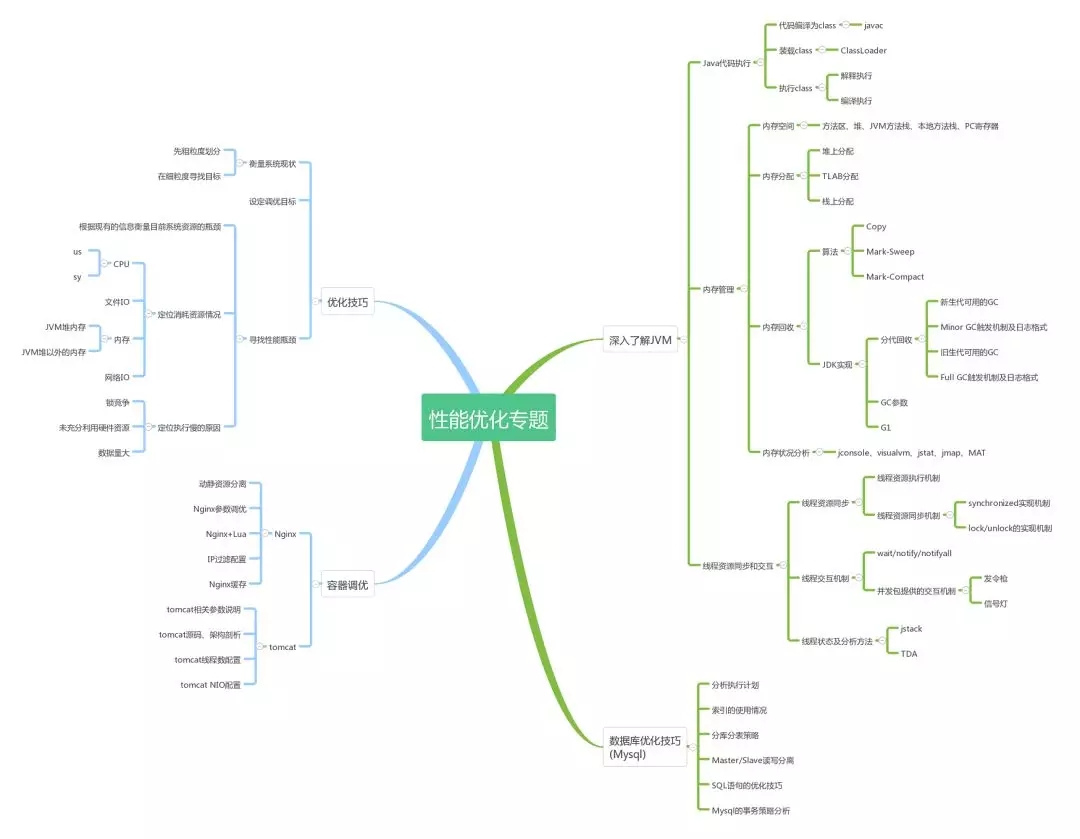 性能优化专题
深入了解JVM
Java代码执行
代码编译为class
javac
装载class
ClassLoader
执行class
解释执行
编译执行
内存管理
内存空间
方法区、堆、JVM方法栈、本地方法栈、PC寄存器
内存分配
堆上分配
TLAB分配
栈上分配
内存回收
算法
Copy
Mark-Sweep
Mark-Compact
JDK实现
分代回收
新生代可用的GC
Minor GC触发机制及日志格式
旧生代可用的GC
Full GC触发机制及日志格式
GC参数
G1
内存状况分析
jconsole、visualvm、jstat、jmap、MAT
线程资源同步和交互
线程资源同步
线程资源执行机制
线程资源同步机制
synchronized实现机制
lock/unlock的实现机制
线程交互机制
wait/notify/notifyall
并发包提供的交互机制
发令枪
信号灯
线程状态及分析方法
jstack
TDA
数据库优化技巧
(Mysql)
分析执行计划
索引的使用情况
分库分表策略
Master/Slave读写分离
SQL语句的优化技巧
Mysql的事务策略分析
优化技巧
衡量系统现状
先粗粒度划分
在细粒度寻找目标
设定调优目标
寻找性能瓶颈
根据现有的信息衡量目前系统资源的瓶颈
定位消耗资源情况
CPU
us
sy
文件IO
内存
JVM堆内存
JVM堆以外的内存
网络IO
定位执行慢的原因
锁竞争
未充分利用硬件资源
数据量大
容器调优
Nginx
动静资源分离
Nginx参数调优
Nginx+Lua
IP过滤配置
Nginx缓存
tomcat
tomcat相关参数说明
tomcat源码、架构剖析
tomcat线程数配置
tomcat NIO配置